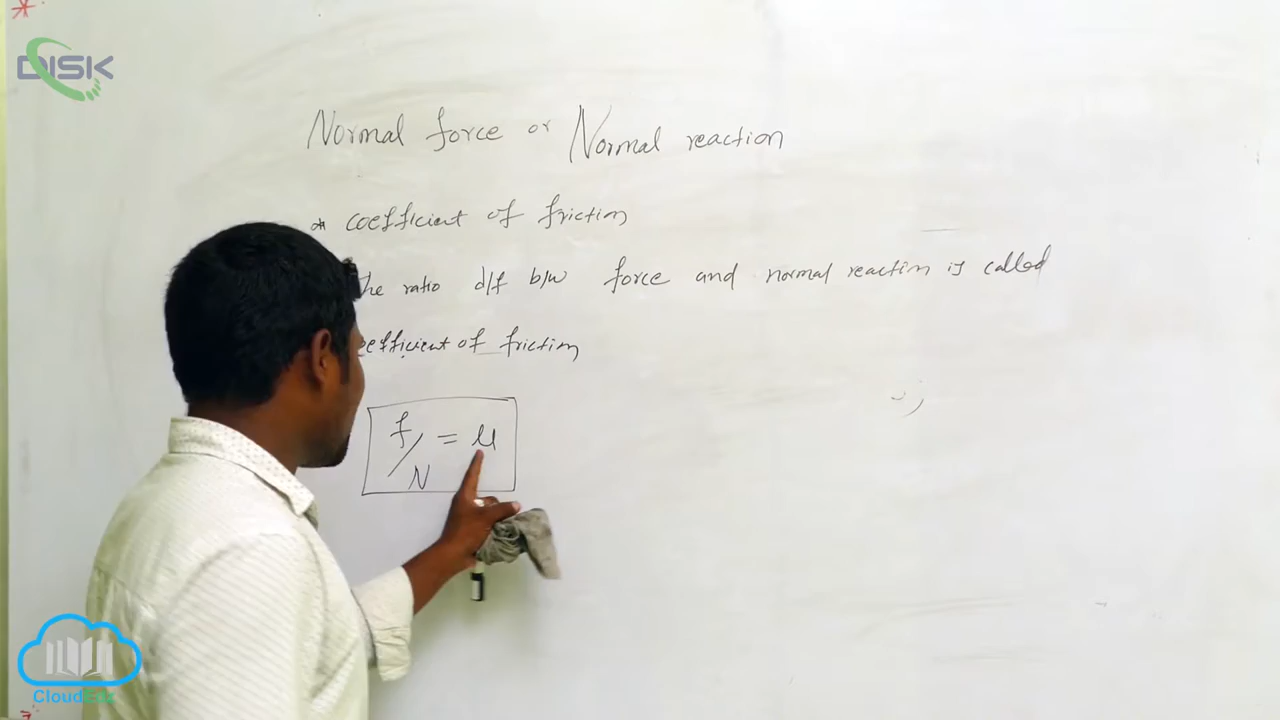 DISK
Normal force or Normal reaction
* coefficient of friction
the ratio d/f b/w force and normal reaction is called
coefficient of friction
f/N = μ
CloudEdz